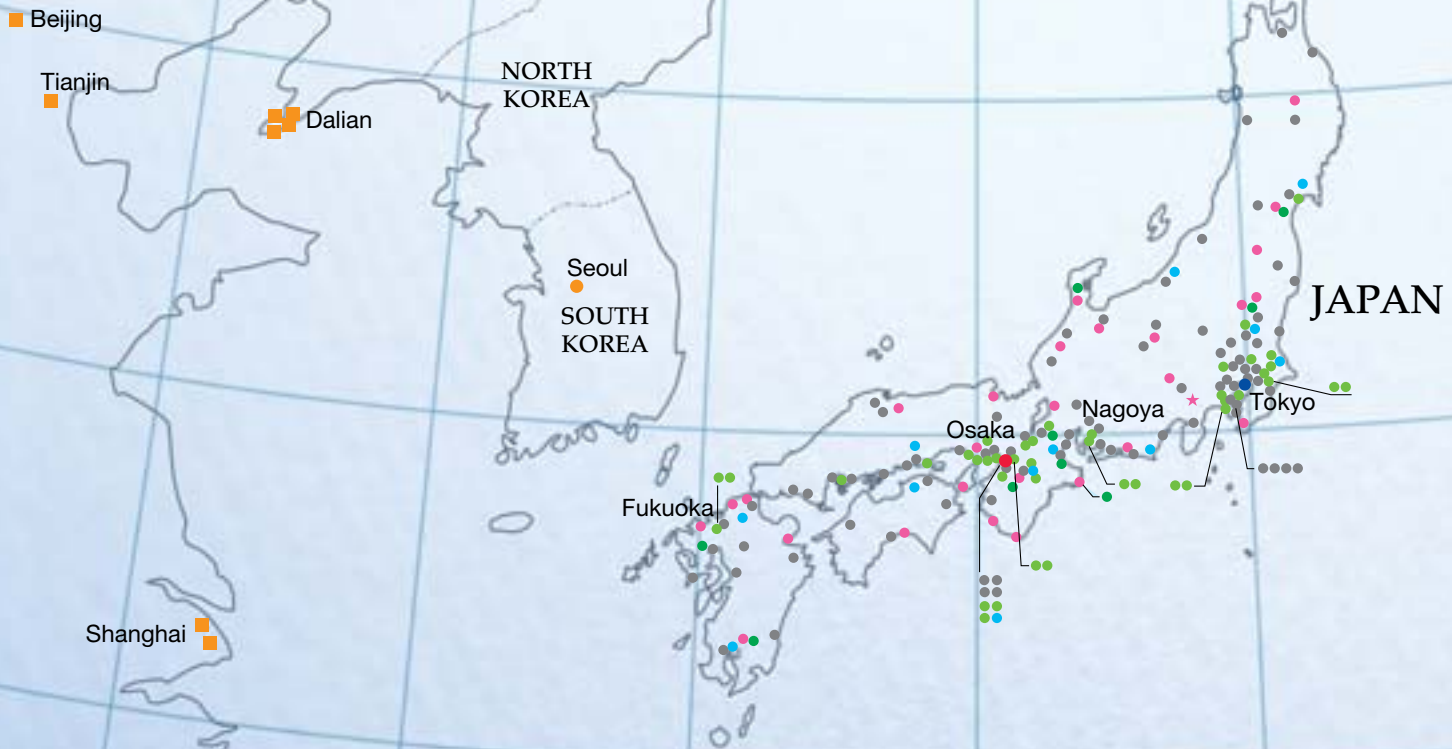 Beijing
Tianjin
NORTH
KOREA
Dalian
Seoul
SOUTH
KOREA
JAPAN
Nagoya
Tokyo
Osaka
Fukuoka
Shanghai